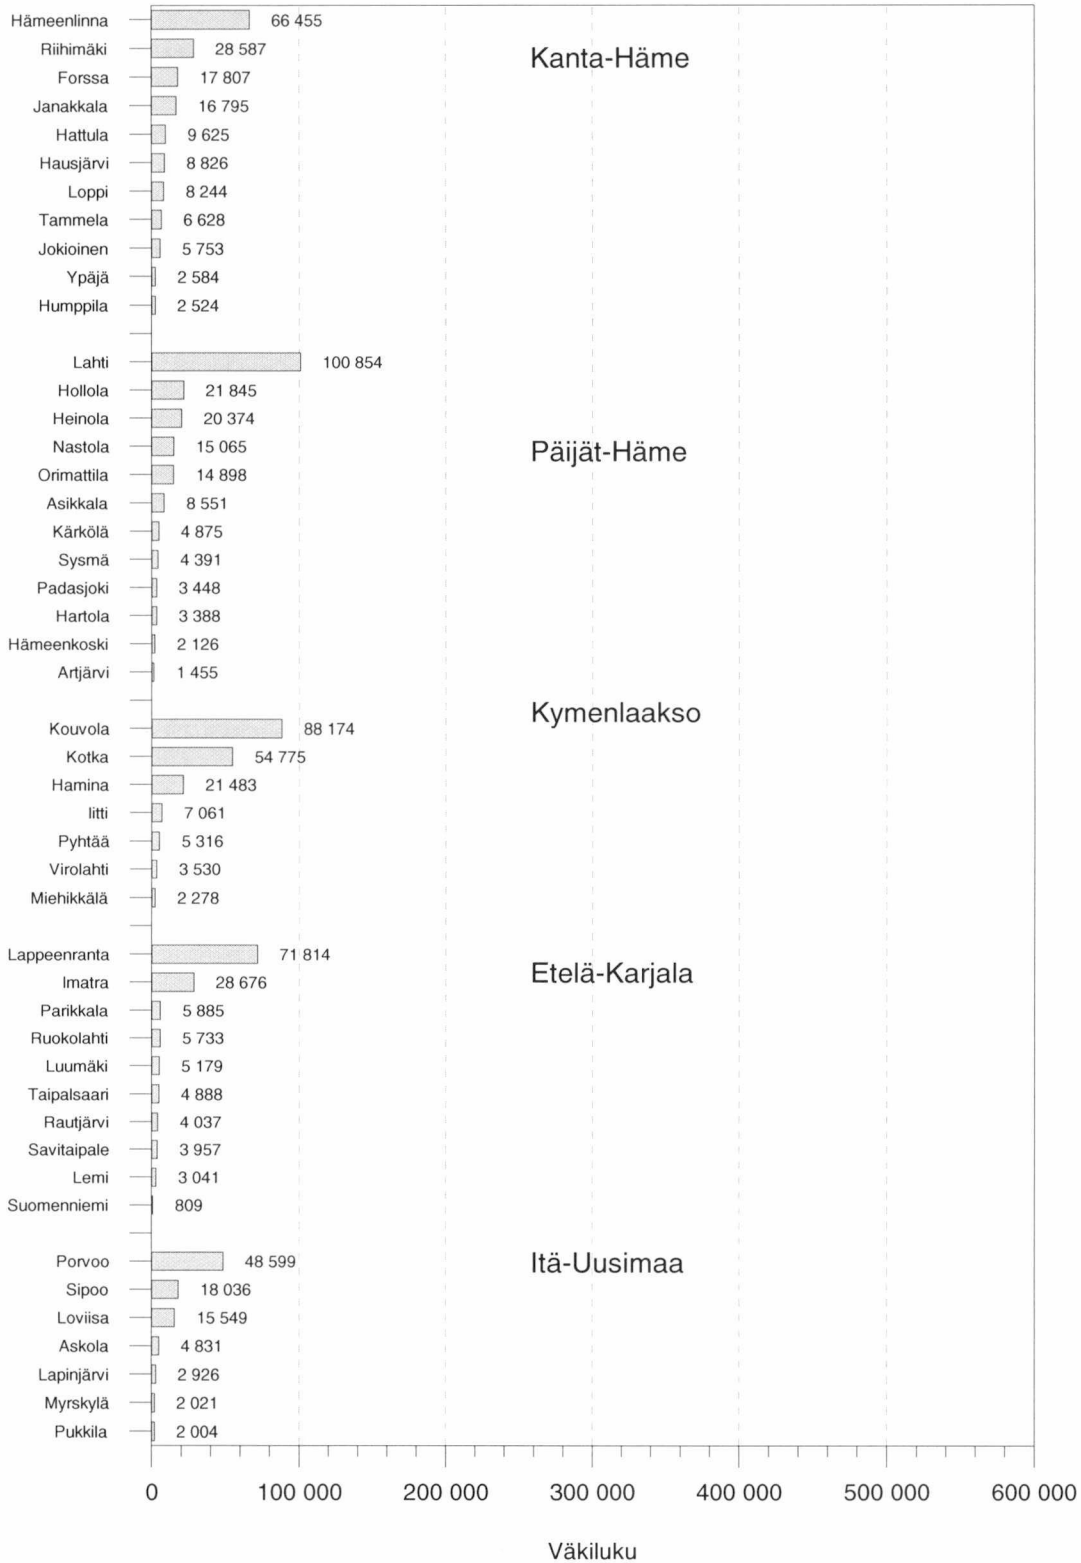 Hämeenlinna 66 455
Riihimäki 28 587
Kanta-Häme
Forssa 17 807
Janakkala 16 795
Hattula 9 625
Hausjärvi 8 826
Loppi 8 244
Tammela 6 628
Jokioinen 5 753
Ypäjä 2 584
Humppila 2 524
Lahti 100 854
Hollola 21 845
Heinola 20 374
Nastola 15 065
Päijät-Häme
Orimattila 14 898
Asikkala 8 551
Kärkölä 4 875
Sysmä 4 391
Padasjoki 3 448
Hartola 3 388
Hämeenkoski 2 126
Artjärvi 1 455
Kymenlaakso
Kouvola 88 174
Kotka 54 775
Hamina 21 483
Iitti 7 061
Pyhtää 5 316
Virolahti 3 530
Miehikkälä 2 278
Lappeenranta 71 814
Etelä-Karjala
Imatra 28 676
Parikkala 5 885
Ruokolahti 5 733
Luumäki 5 179
Taipalsaari 4 888
Rautjärvi 4 037
Savitaipale 3 957
Lemi 3 041
Suomenniemi 809
Porvoo 48 599
Itä-Uusimaa
Sipoo 18 036
Loviisa 15 549
Askola 4 831
Lapinjärvi 2 926
Myrskylä 2 021
Pukkila 2 004
0 100 000 200 000 300 000 400 000 500 000 600 000
Väkiluku